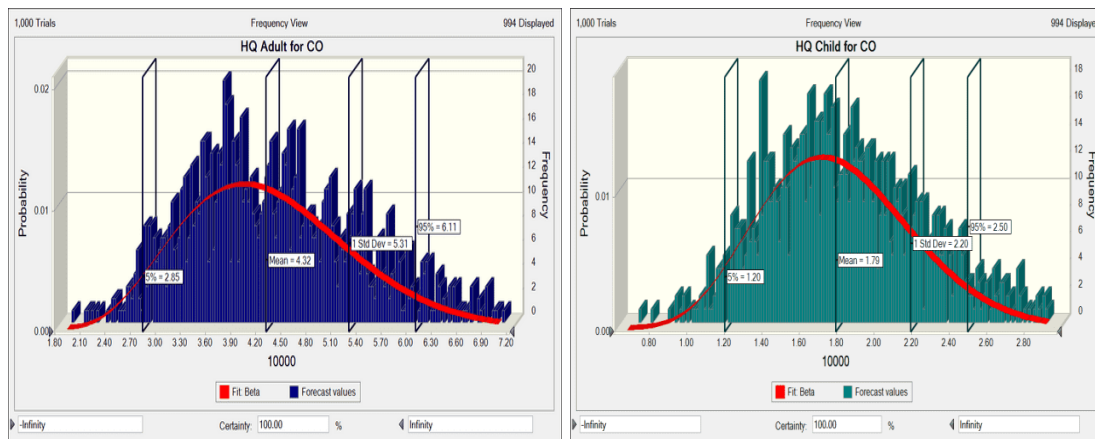 1,000 Trials Frequency View 994 Displayed
HQ Adult for CO
0.02
0.01
0.00
Probability
20
18
16
14
12
10
8
6
4
2
0
Frequency
95% = 6.11
1 Std Dev = 5.31
Mean = 4.32
5% = 2.85
1.80 2.10 2.40 2.70 3.00 3.30 3.60 3.90 4.20 4.50 4.80 5.10 5.40 5.70 6.00 6.30 6.60 6.90 7.20
10000
Fit: Beta Forecast values
-Infinity Certainty: 100.00 % Infinity
1,000 Trials Frequency View 994 Displayed
HQ Child for CO
0.01
0.00
Probability
18
16
14
12
10
8
6
4
2
0
Frequency
95% = 2.50
1 Std Dev = 2.20
Mean = 1.79
5% = 1.20
0.80 1.00 1.20 1.40 1.60 1.80 2.00 2.20 2.40 2.60 2.80
10000
Fit: Beta Forecast values
-Infinity Certainty: 100.00 % Infinity